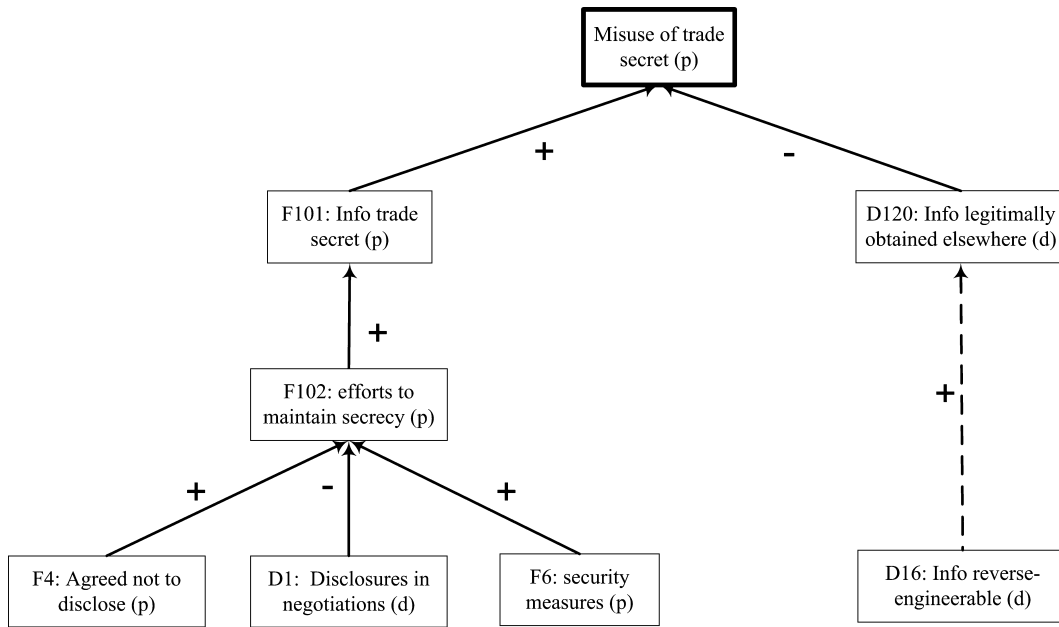 Misuse of trade
secret (p)
+
-
F101: Info trade
secret (p)
D120: Info legitimally
obtained elsewhere (d)
+
F102: efforts to
maintain secrecy (p)
+
+
-
+
F4: Agreed not to
disclose (p)
D1: Disclosures in
negotiations (d)
F6: security
measures (p)
D16: Info reverse-
engineerable (d)